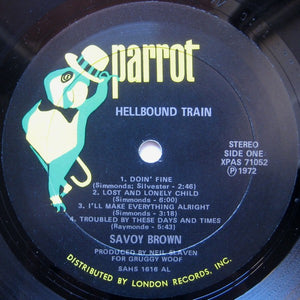 parrot
HELLBOUND TRAIN
STEREO
SIDE ONE
XPAS 71052
Ⓟ 1972
1. DOIN' FINE
(Simmonds; Silvester - 2:46)
2. LOST AND LONELY CHILD
(Simmonds - 6:00)
3. I'LL MAKE EVERYTHING ALRIGHT
(Simmonds - 3:18)
4. TROUBLED BY THESE DAYS AND TIMES
(Raymonde - 5:43)
SAVOY BROWN
PRODUCED BY NEIL SLAVEN
FOR GRUGGY WOOF
SAHS 1616 AL
DISTRIBUTED BY LONDON RECORDS, INC.